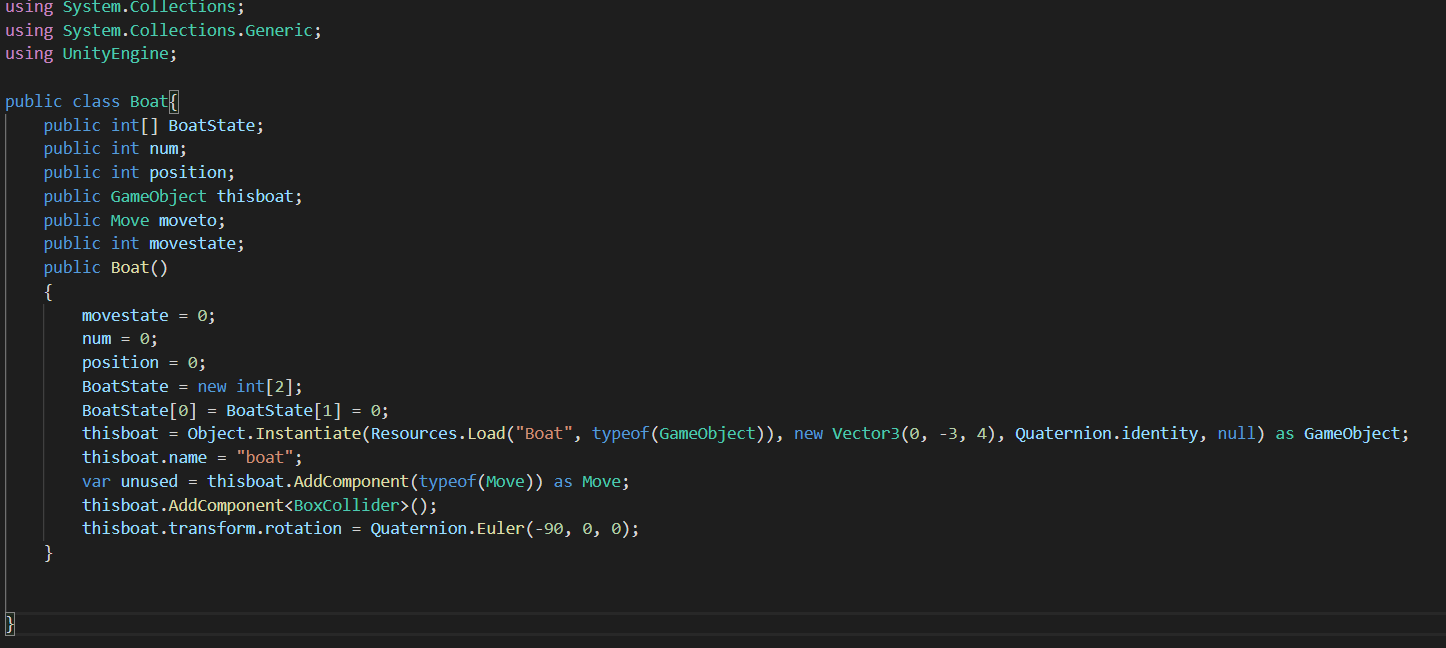 using System.Collections;
using System.Collections.Generic;
using UnityEngine;

public class Boat{
    public int[] BoatState;
    public int num;
    public int position;
    public GameObject thisboat;
    public Move moveto;
    public int movestate;
    public Boat()
    {
        movestate = 0;
        num = 0;
        position = 0;
        BoatState = new int[2];
        BoatState[0] = BoatState[1] = 0;
        thisboat = Object.Instantiate(Resources.Load("Boat", typeof(GameObject)), new Vector3(0, -3, 4), Quaternion.identity, null) as GameObject;
        thisboat.name = "boat";
        var unused = thisboat.AddComponent(typeof(Move)) as Move;
        thisboat.AddComponent<BoxCollider>();
        thisboat.transform.rotation = Quaternion.Euler(-90, 0, 0);
    }

}